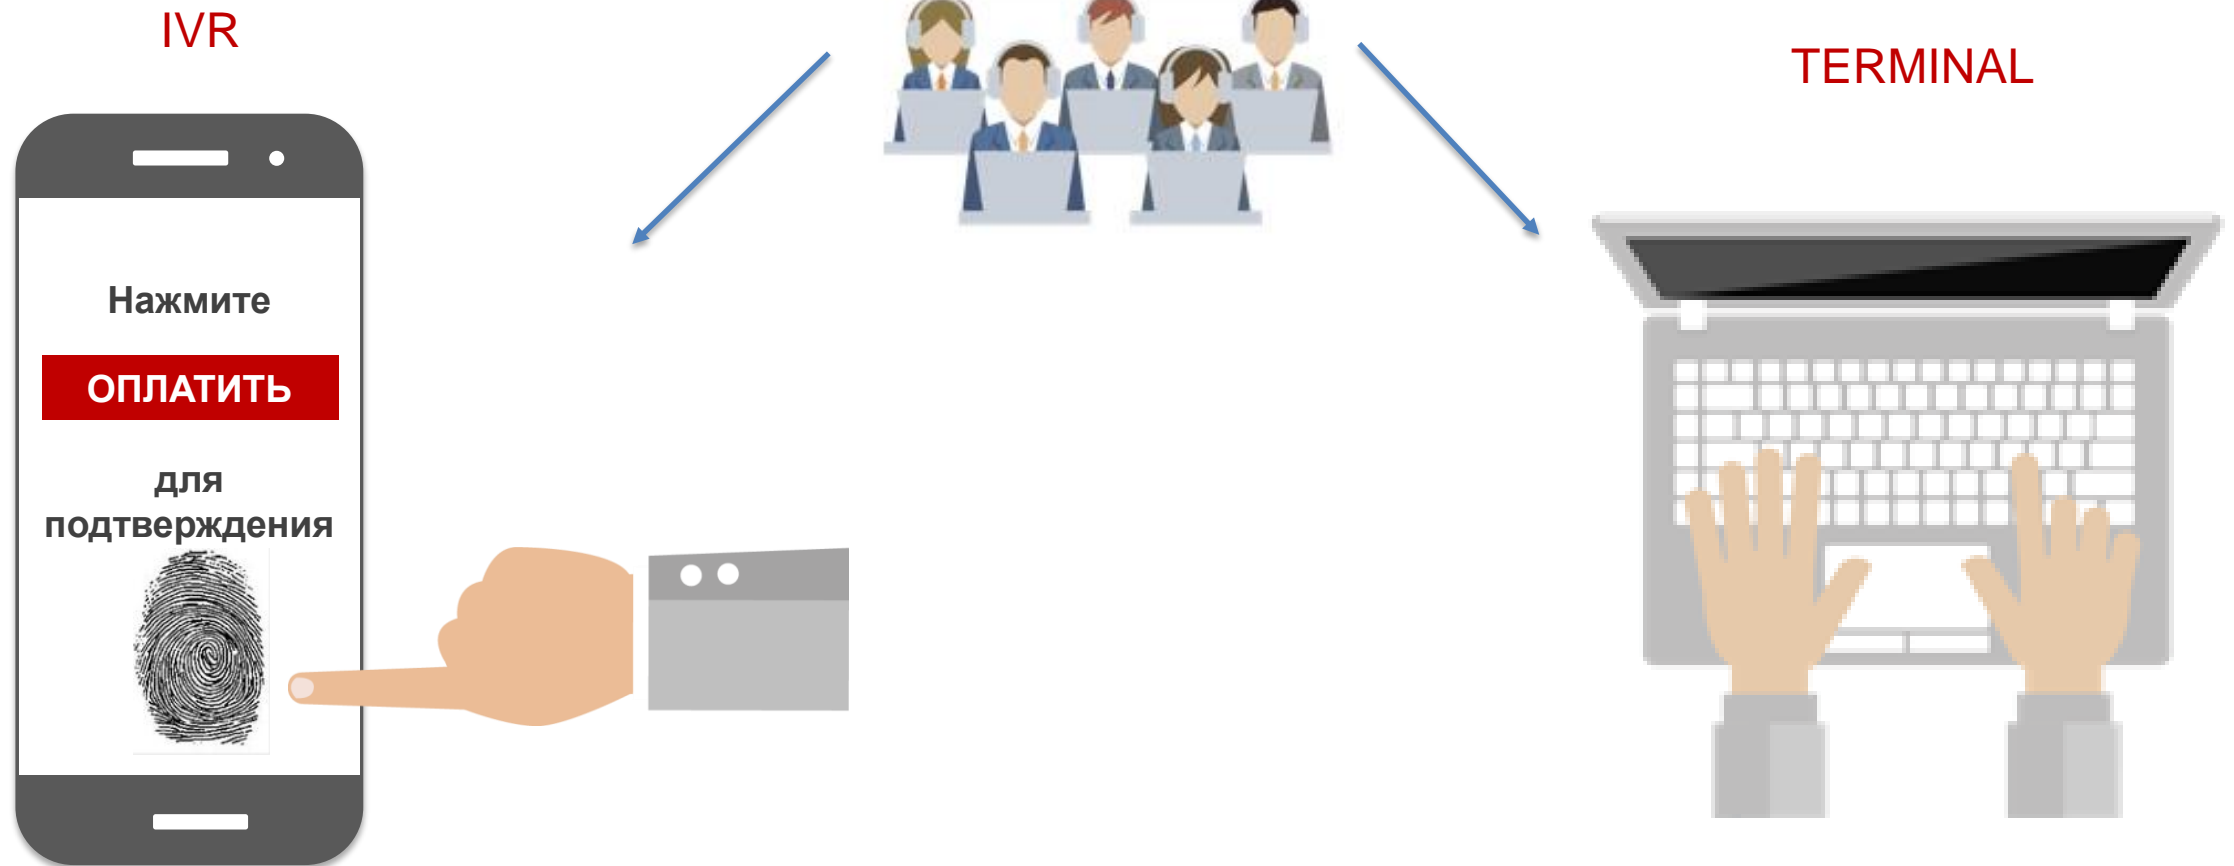 IVR
TERMINAL
Нажмите
ОПЛАТИТЬ
для
подтверждения